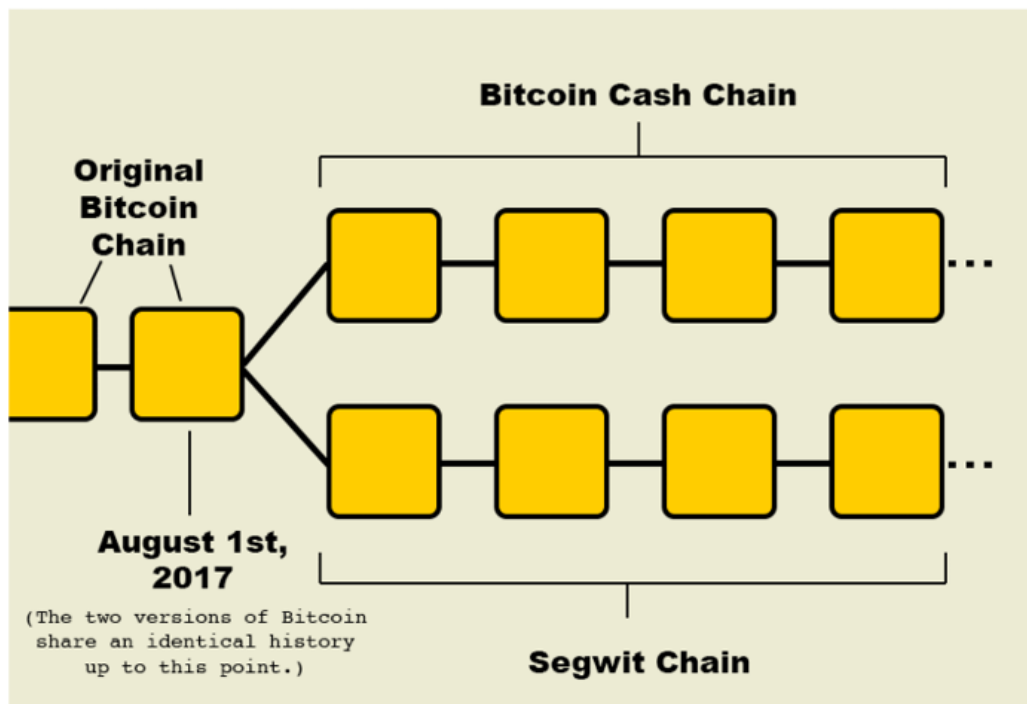 Bitcoin Cash Chain
Original
Bitcoin
Chain
August 1st,
2017
(The two versions of Bitcoin
share an identical history
up to this point.)
Segwit Chain